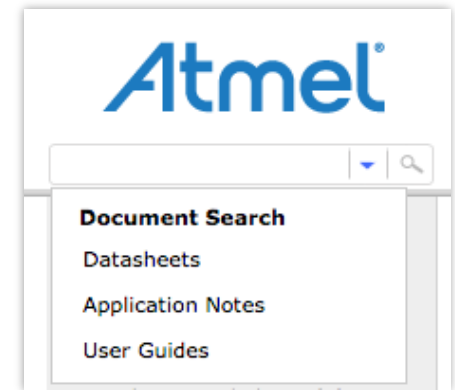 Atmel®
Document Search
Datasheets
Application Notes
User Guides